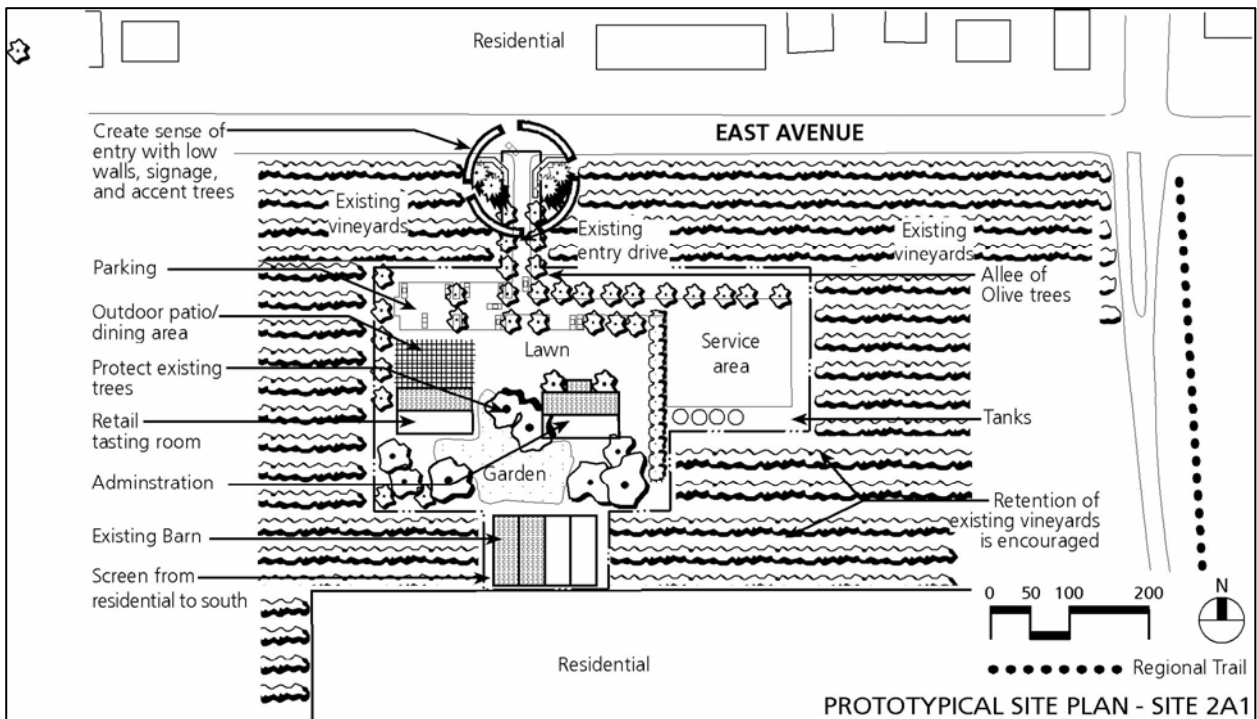 Residential
EAST AVENUE
Create sense of
entry with low
walls, signage,
and accent trees
Existing
vineyards
Existing
entry drive
Existing
vineyards
Parking
Allee of
Olive trees
Outdoor patio/
dining area
Lawn
Service
area
Protect existing
trees
Retail
tasting room
Tanks
Adminstration
Garden
Retention of
existing vineyards
is encouraged
Existing Barn
Screen from
residential to south
0 50 100 200
N
Residential
Regional Trail
PROTOTYPICAL SITE PLAN - SITE 2A1